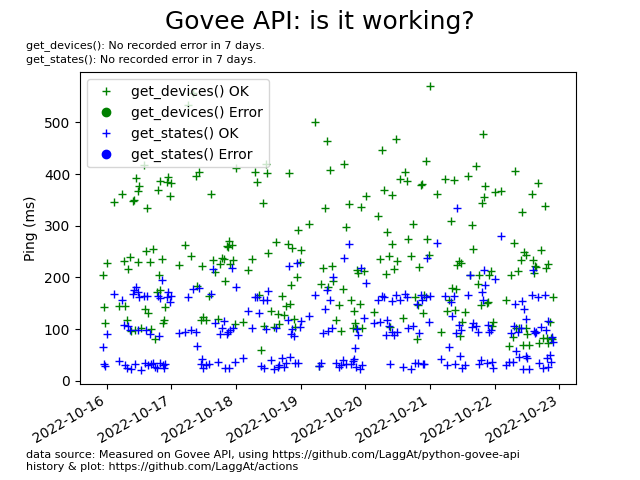 Govee API: is it working?
get_devices(): No recorded error in 7 days.
get_states(): No recorded error in 7 days.
get_devices() OK
get_devices() Error
get_states() OK
get_states() Error
Ping (ms)
500
400
300
200
100
0
2022-10-16
2022-10-17
2022-10-18
2022-10-19
2022-10-20
2022-10-21
2022-10-22
2022-10-23
data source: Measured on Govee API, using https://github.com/LaggAt/python-govee-api
history & plot: https://github.com/LaggAt/actions